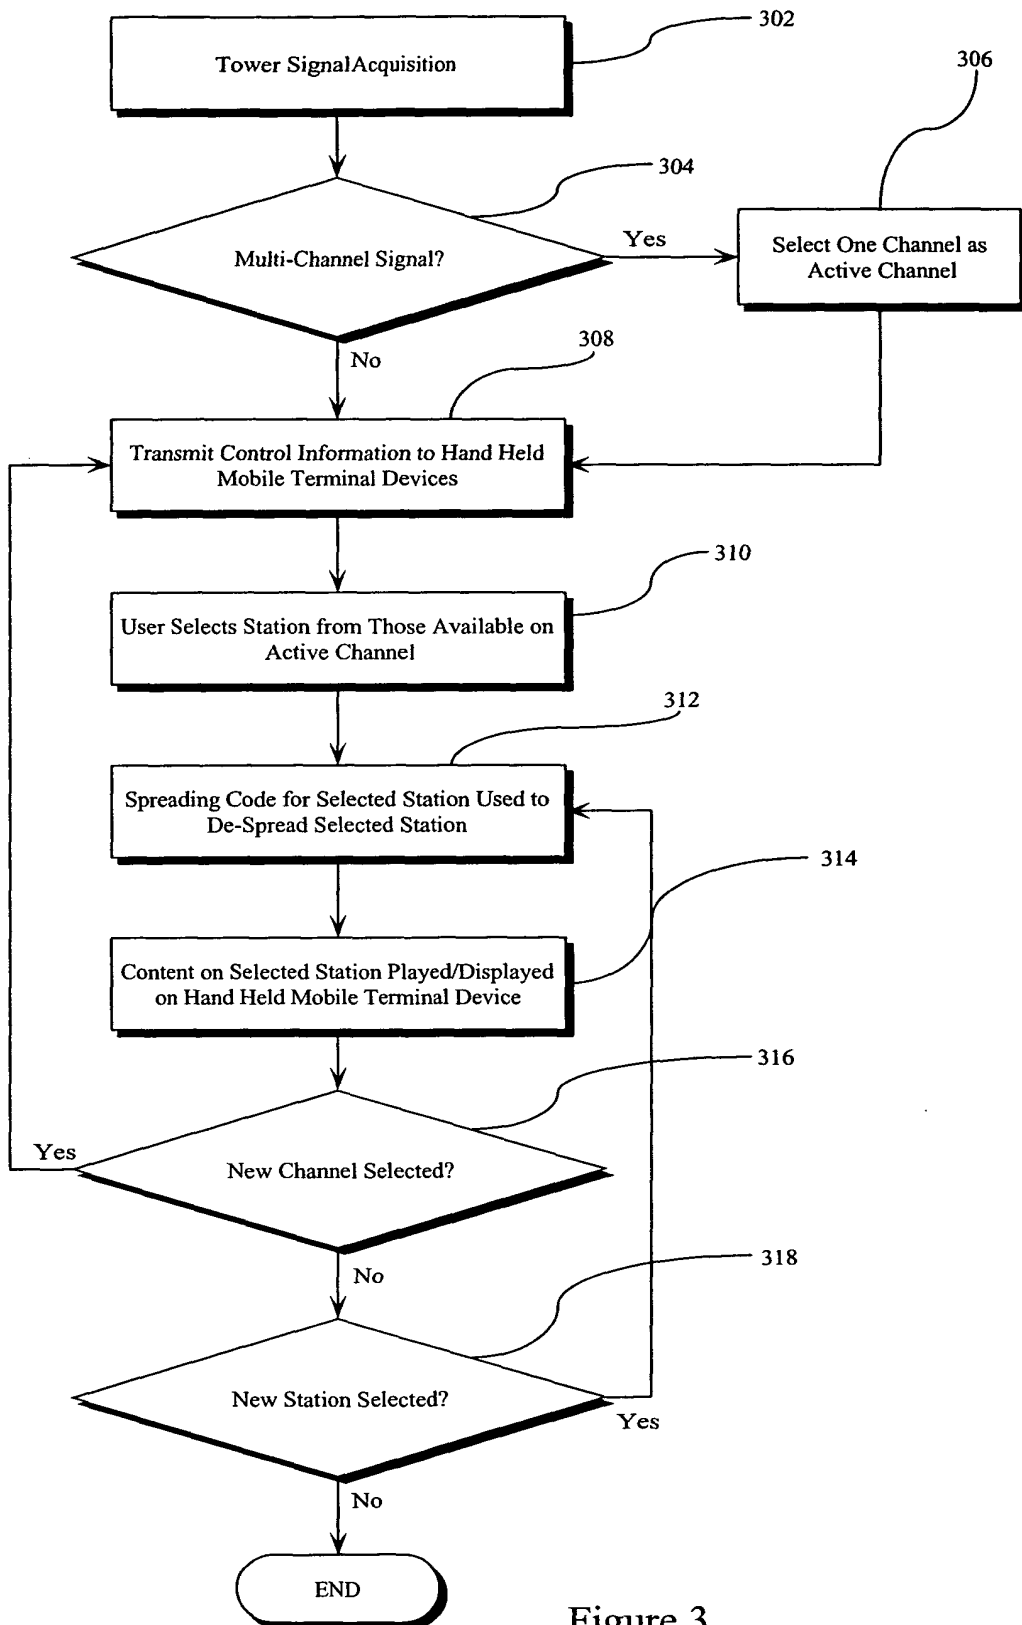 302
Tower Signal Acquisition
306
304
Multi-Channel Signal?
Yes
Select One Channel as
Active Channel
No
308
Transmit Control Information to Hand Held
Mobile Terminal Devices
310
User Selects Station from Those Available on
Active Channel
312
Spreading Code for Selected Station Used to
De-Spread Selected Station
314
Content on Selected Station Played/Displayed
on Hand Held Mobile Terminal Device
316
Yes
New Channel Selected?
No
318
New Station Selected?
Yes
No
END
Figure 3